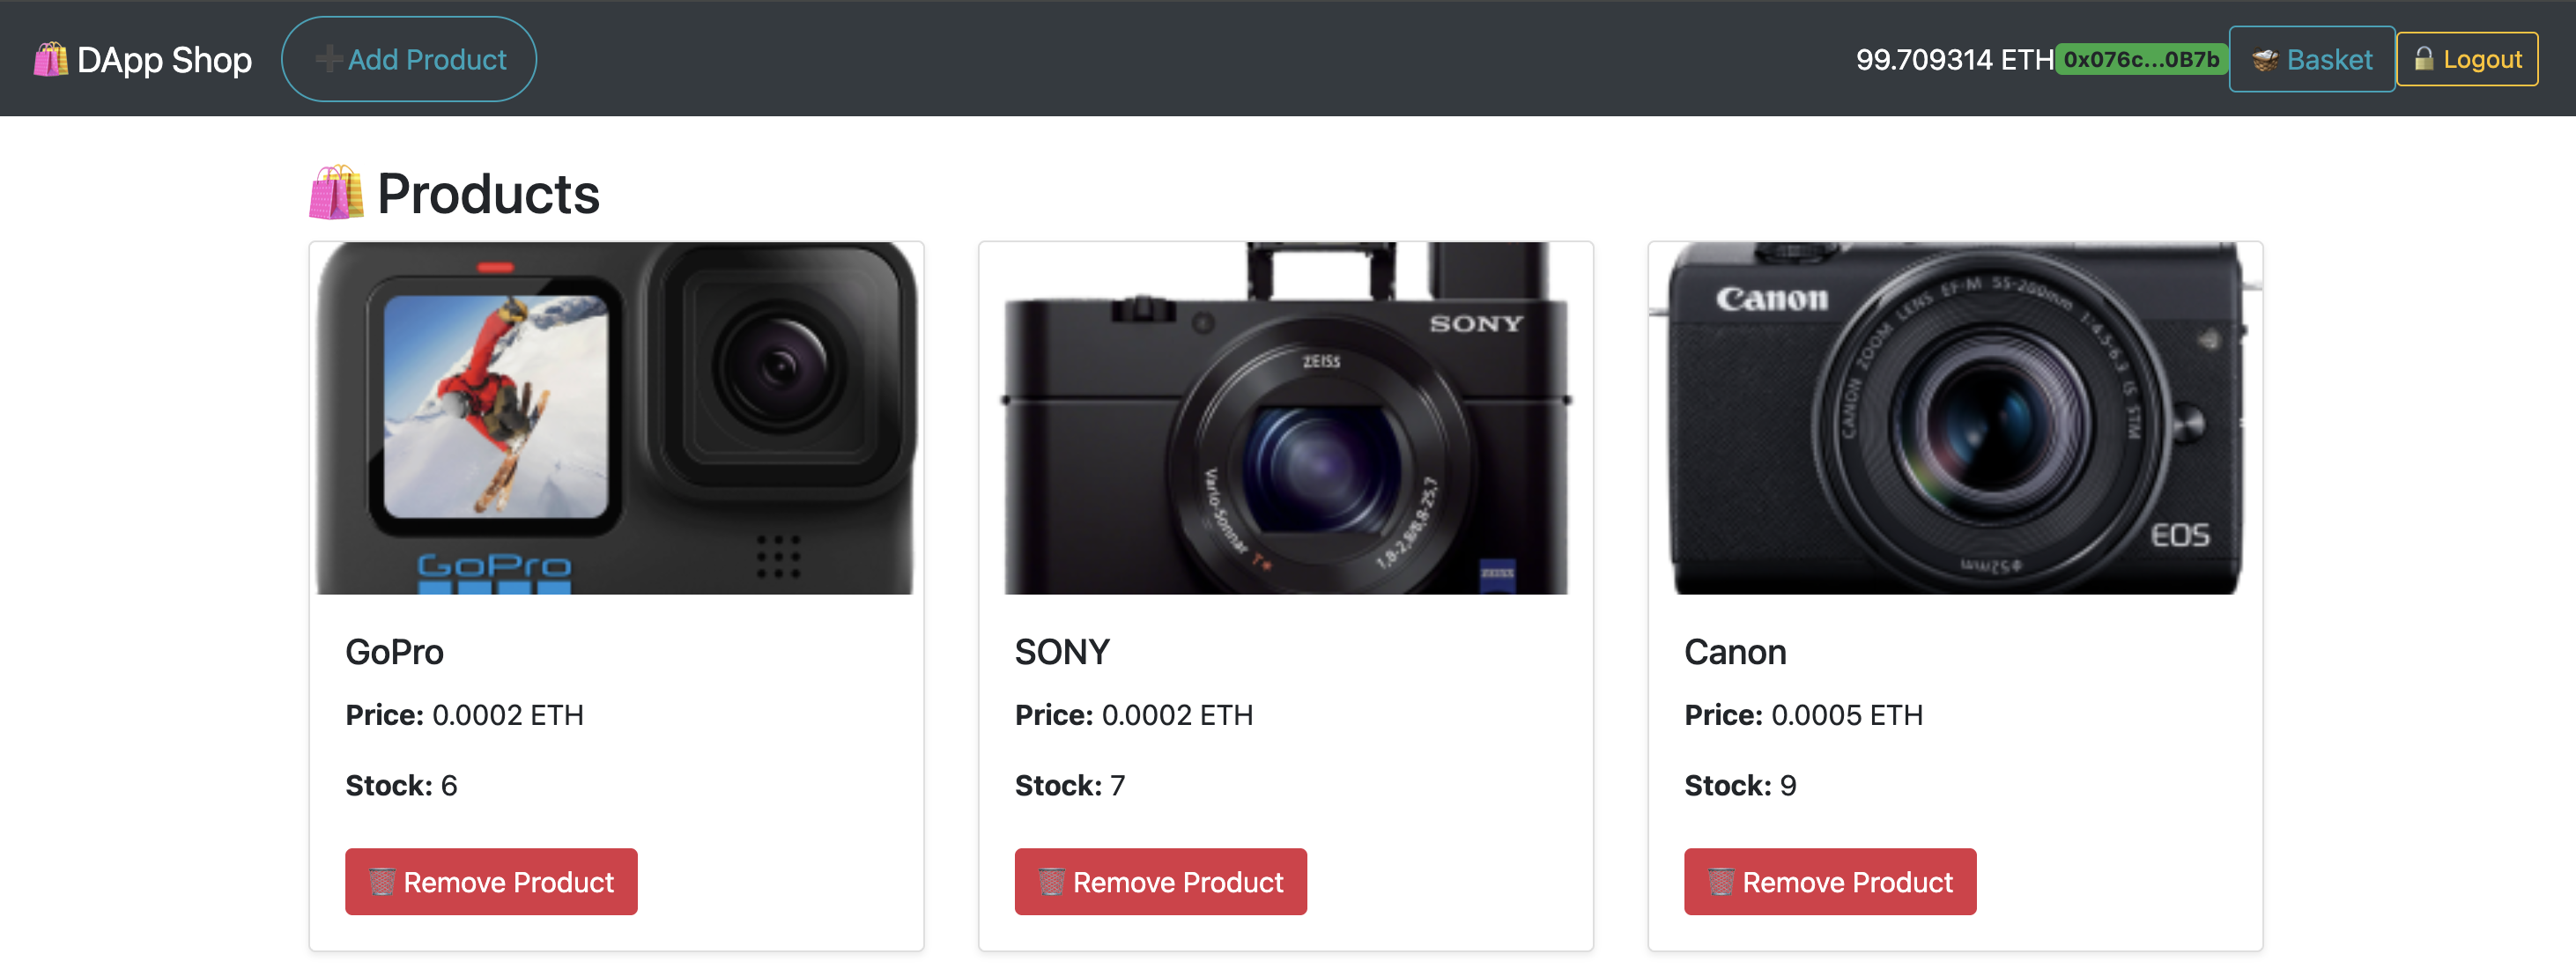 DApp Shop
Add Product
99.709314 ETH
0x076c...0B7b
Basket
Logout
Products
GoPro
SONY
ZEISS
Vario-Sonnar T*
1,8-2,8/8,8-25,7
ZEISS
Canon
CANON ZOOM LENS EF-M 55-200mm 1:4.5-6.3 IS STM
EOS
φ52mm
GoPro
Price: 0.0002 ETH
Stock: 6
Remove Product
SONY
Price: 0.0002 ETH
Stock: 7
Remove Product
Canon
Price: 0.0005 ETH
Stock: 9
Remove Product